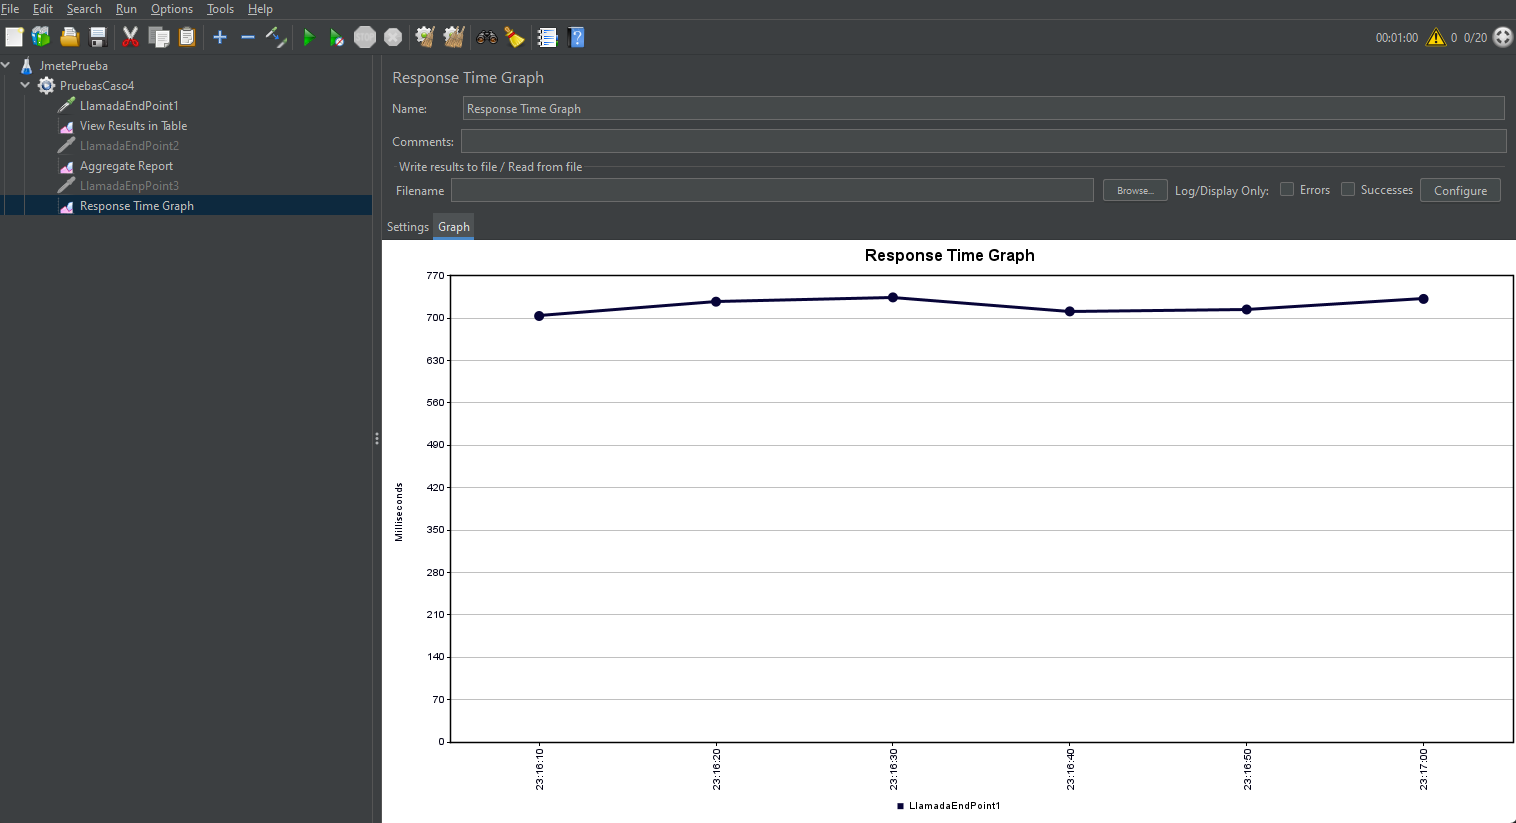 File Edit Search Run Options Tools Help
00:01:00 0 0/20
JmetePrueba
PruebasCaso4
LlamadaEndPoint1
View Results in Table
LlamadaEndPoint2
Aggregate Report
LlamadaEnpPoint3
Response Time Graph
Response Time Graph
Name: Response Time Graph
Comments:
Write results to file / Read from file
Filename Browse... Log/Display Only: Errors Successes Configure
Settings Graph
Response Time Graph
770
700
630
560
490
420
350
280
210
140
70
0
Milliseconds
23:16:10 23:16:20 23:16:30 23:16:40 23:16:50 23:17:00
LlamadaEndPoint1